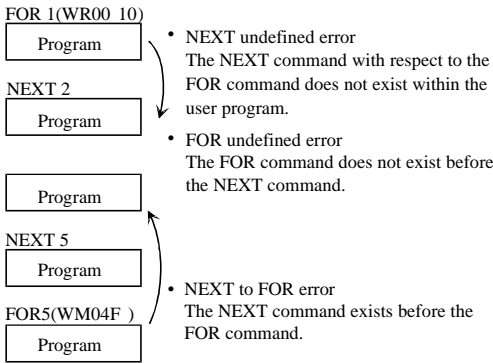 FOR 1(WR00 10)
Program
NEXT 2
Program
Program
NEXT 5
Program
FOR5(WM04F )
Program
• NEXT undefined error
The NEXT command with respect to the
FOR command does not exist within the
user program.
• FOR undefined error
The FOR command does not exist before
the NEXT command.
• NEXT to FOR error
The NEXT command exists before the
FOR command.